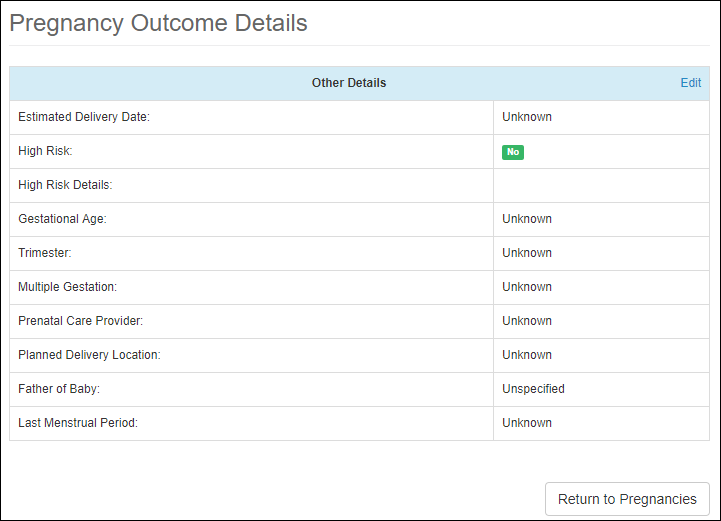 Pregnancy Outcome Details
Other Details Edit
Estimated Delivery Date: Unknown
High Risk: No
High Risk Details:
Gestational Age: Unknown
Trimester: Unknown
Multiple Gestation: Unknown
Prenatal Care Provider: Unknown
Planned Delivery Location: Unknown
Father of Baby: Unspecified
Last Menstrual Period: Unknown
Return to Pregnancies